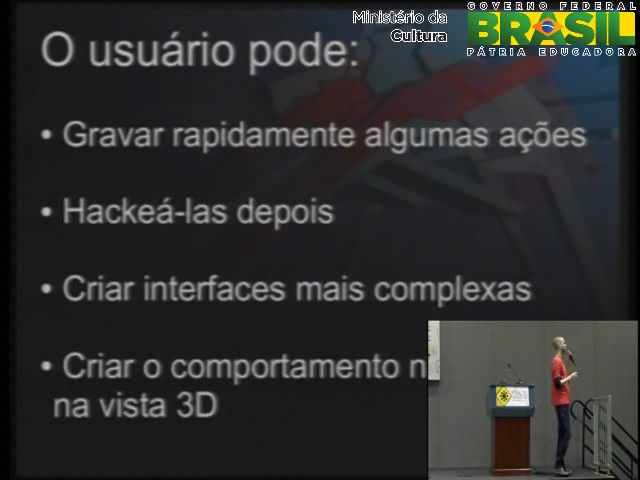 Ministério da
Cultura
GOVERNO FEDERAL
BRASIL
PÁTRIA EDUCADORA
O usuário pode:
• Gravar rapidamente algumas ações
• Hackeá-las depois
• Criar interfaces mais complexas
• Criar o comportamento n
na vista 3D